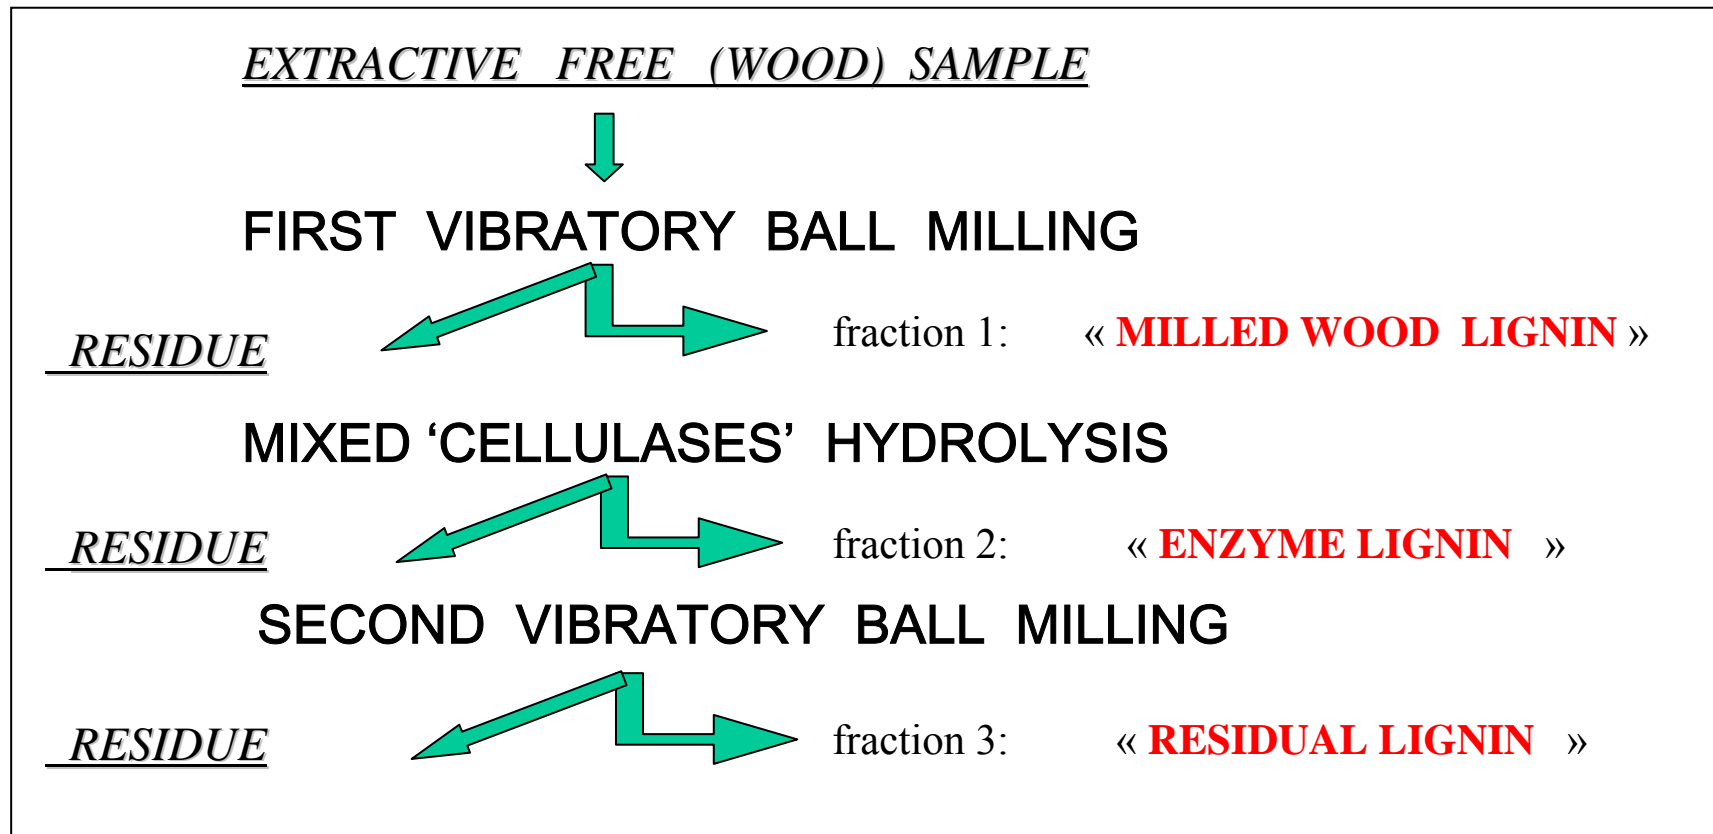 EXTRACTIVE FREE (WOOD) SAMPLE
FIRST VIBRATORY BALL MILLING
RESIDUE fraction 1: « MILLED WOOD LIGNIN »
MIXED ‘CELLULASES’ HYDROLYSIS
RESIDUE fraction 2: « ENZYME LIGNIN »
SECOND VIBRATORY BALL MILLING
RESIDUE fraction 3: « RESIDUAL LIGNIN »